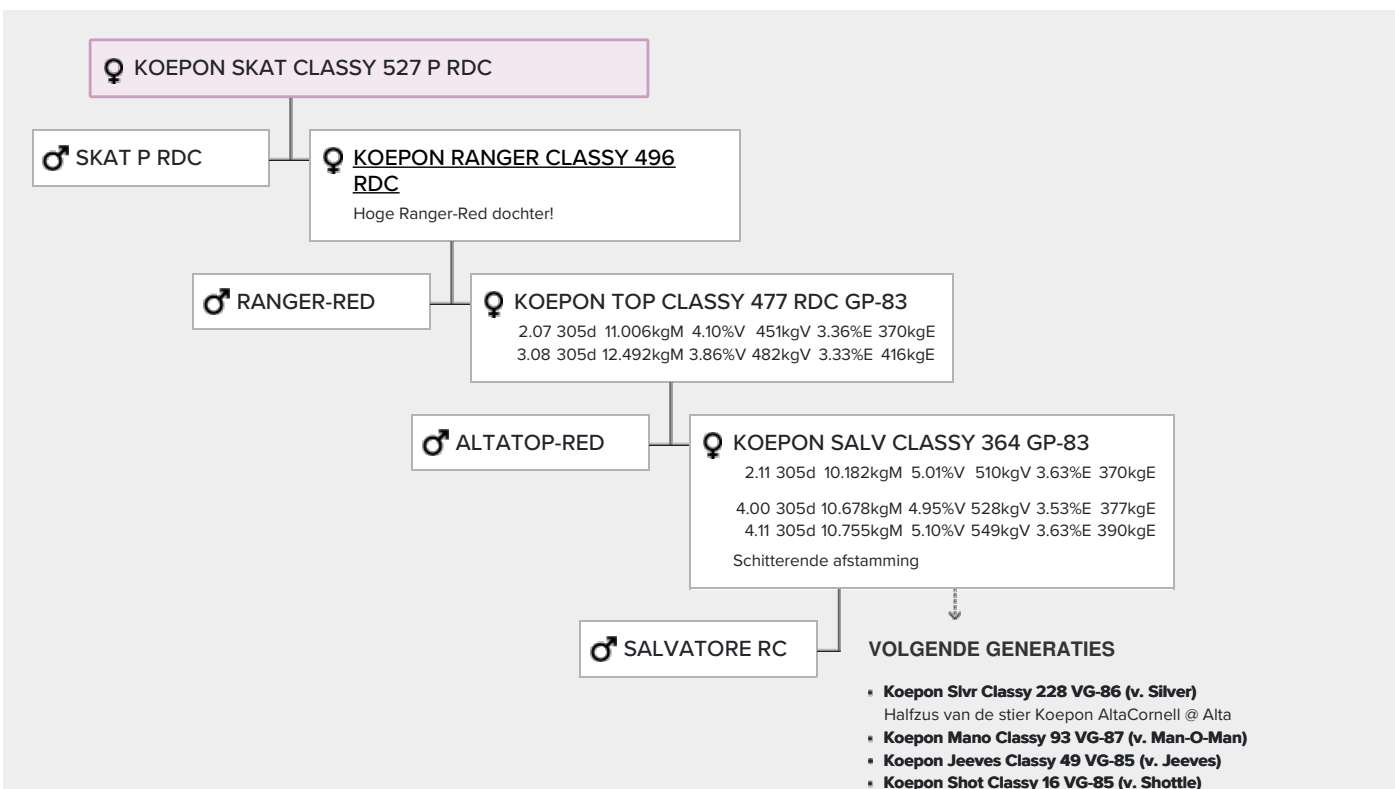 KOEPON SKAT CLASSY 527 P RDC
SKAT P RDC
KOEPON RANGER CLASSY 496
RDC
Hoge Ranger-Red dochter!
RANGER-RED
KOEPON TOP CLASSY 477 RDC GP-83
2.07 305d 11.006kgM 4.10%V 451kgV 3.36%E 370kgE
3.08 305d 12.492kgM 3.86%V 482kgV 3.33%E 416kgE
ALTATOP-RED
KOEPON SALV CLASSY 364 GP-83
2.11 305d 10.182kgM 5.01%V 510kgV 3.63%E 370kgE
4.00 305d 10.678kgM 4.95%V 528kgV 3.53%E 377kgE
4.11 305d 10.755kgM 5.10%V 549kgV 3.63%E 390kgE
Schitterende afstamming
SALVATORE RC
VOLGENDE GENERATIES
Koepon Slvr Classy 228 VG-86 (v. Silver)
Halfzus van de stier Koepon AltaCornell @ Alta
Koepon Mano Classy 93 VG-87 (v. Man-O-Man)
Koepon Jeeves Classy 49 VG-85 (v. Jeeves)
Koepon Shot Classy 16 VG-85 (v. Shottle)